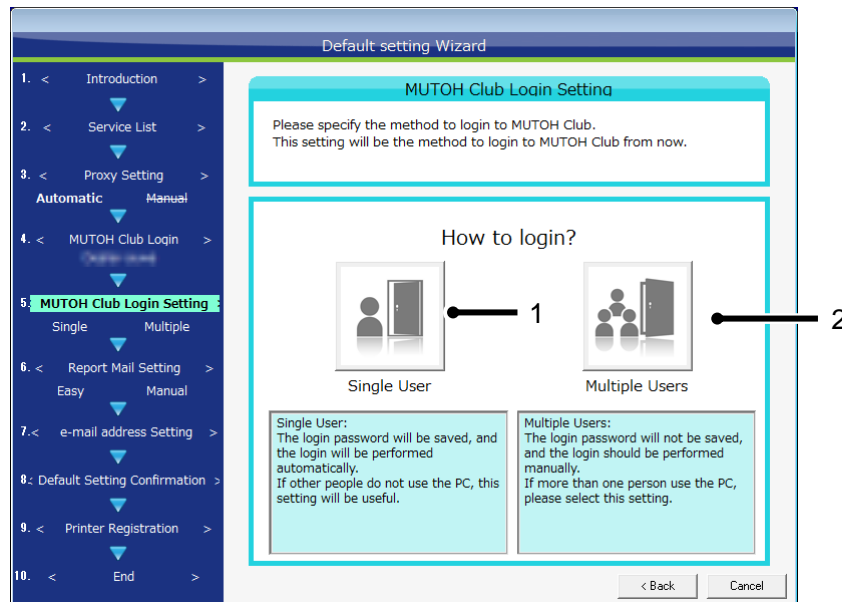 Default setting Wizard
1. < Introduction >
2. < Service List >
3. < Proxy Setting >
Automatic Manual
4. < MUTOH Club Login >
5. MUTOH Club Login Setting
Single Multiple
6. < Report Mail Setting >
Easy Manual
7.< e-mail address Setting >
8.< Default Setting Confirmation >
9. < Printer Registration >
10. < End >
MUTOH Club Login Setting
Please specify the method to login to MUTOH Club.
This setting will be the method to login to MUTOH Club from now.
How to login?
1
2
Single User
Multiple Users
Single User:
The login password will be saved, and
the login will be performed
automatically.
If other people do not use the PC, this
setting will be useful.
Multiple Users:
The login password will not be saved,
and the login should be performed
manually.
If more than one person use the PC,
please select this setting.
< Back
Cancel